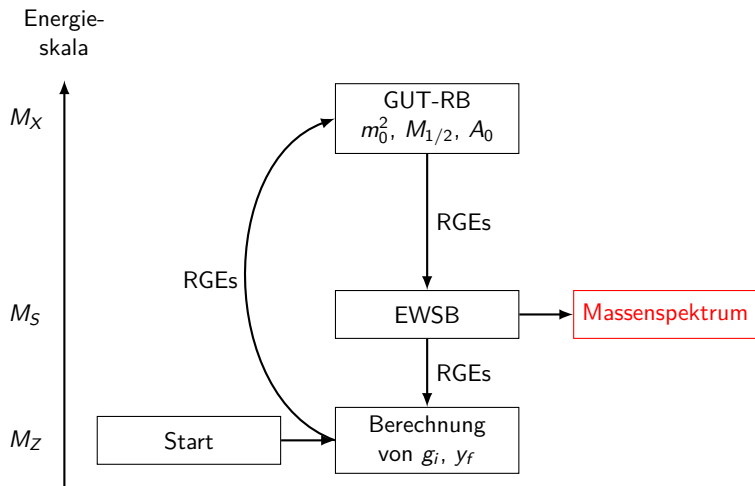 Energie-
skala
M_X
GUT-RB
m_0^2, M_{1/2}, A_0
RGEs
RGEs
M_S
EWSB
Massenspektrum
RGEs
M_Z
Start
Berechnung
von g_i, y_f